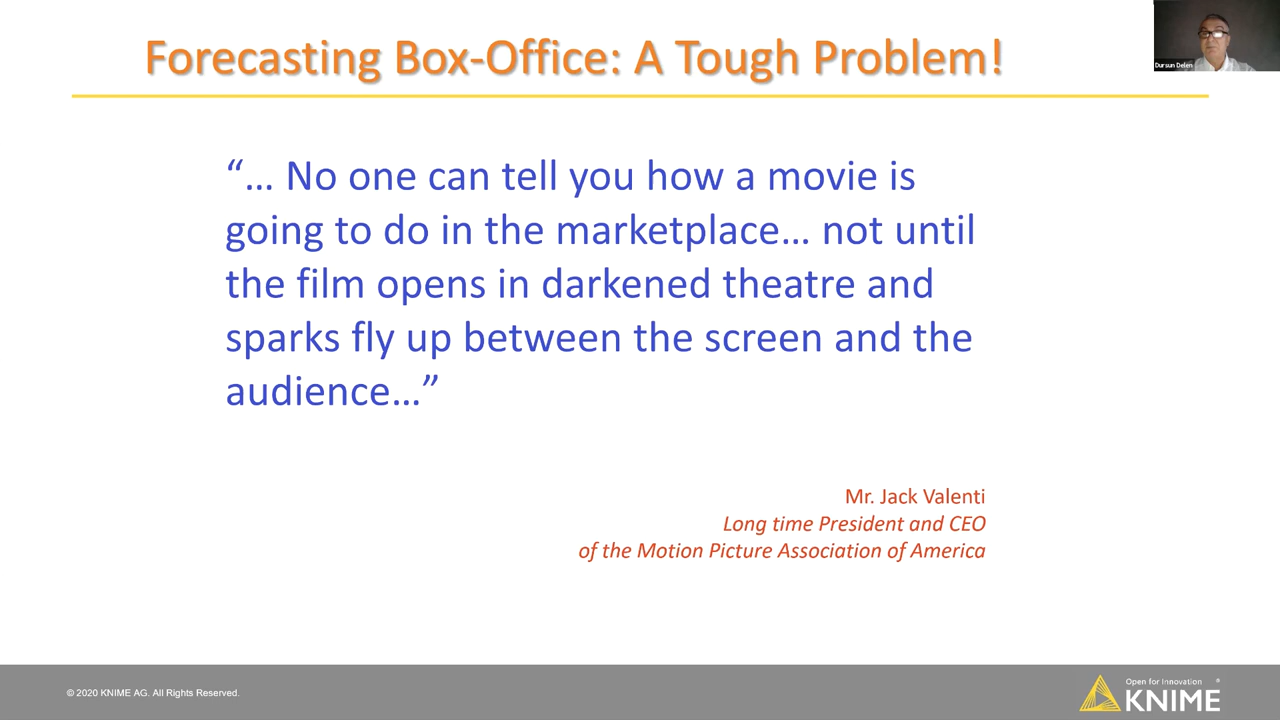 Forecasting Box-Office: A Tough Problem!
Dursun Delen
“… No one can tell you how a movie is
going to do in the marketplace… not until
the film opens in darkened theatre and
sparks fly up between the screen and the
audience…”
Mr. Jack Valenti
Long time President and CEO
of the Motion Picture Association of America
© 2020 KNIME AG. All Rights Reserved.
Open for Innovation ®
KNIME